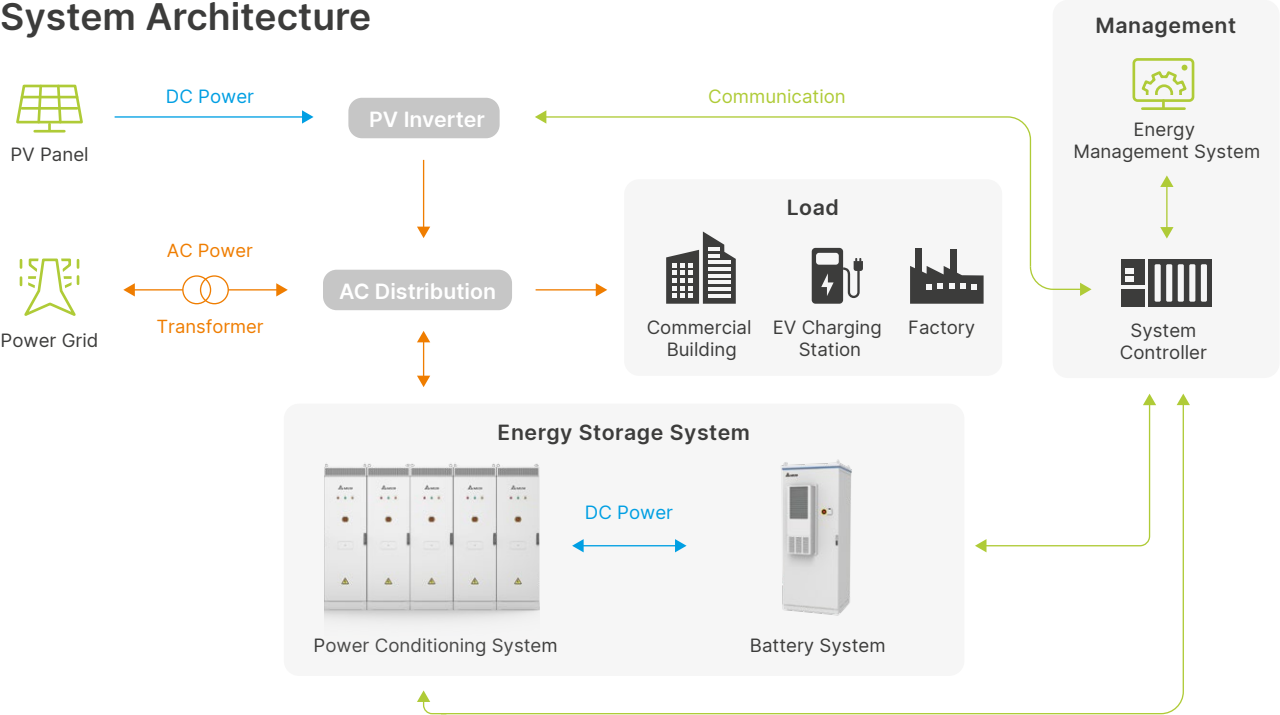 System Architecture
Management
DC Power
PV Inverter
Communication
PV Panel
Energy
Management System
Load
AC Power
Transformer
AC Distribution
Power Grid
Commercial
Building
EV Charging
Station
Factory
System
Controller
Energy Storage System
DC Power
Power Conditioning System
Battery System